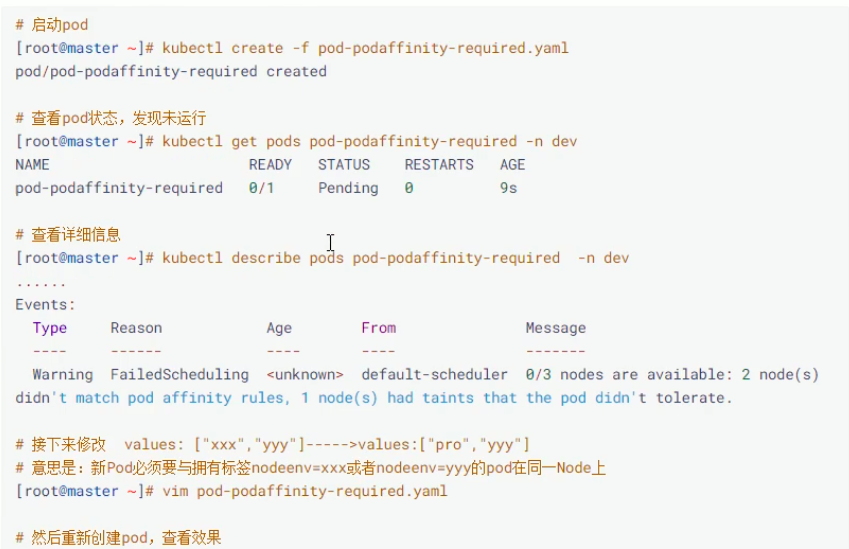 # 启动pod
[root@master ~]# kubectl create -f pod-podaffinity-required.yaml
pod/pod-podaffinity-required created
# 查看pod状态，发现未运行
[root@master ~]# kubectl get pods pod-podaffinity-required -n dev
NAME READY STATUS RESTARTS AGE
pod-podaffinity-required 0/1 Pending 0 9s
# 查看详细信息
[root@master ~]# kubectl describe pods pod-podaffinity-required  -n dev
......
Events:
Type Reason Age From Message
---- ------ ---- ---- -------
Warning FailedScheduling <unknown> default-scheduler 0/3 nodes are available: 2 node(s)
didn't match pod affinity rules, 1 node(s) had taints that the pod didn't tolerate.
# 接下来修改  values: ["xxx","yyy"]----->values:["pro","yyy"]
# 意思是：新Pod必须要与拥有标签nodeenv=xxx或者nodeenv=yyy的pod在同一Node上
[root@master ~]# vim pod-podaffinity-required.yaml
# 然后重新创建pod，查看效果